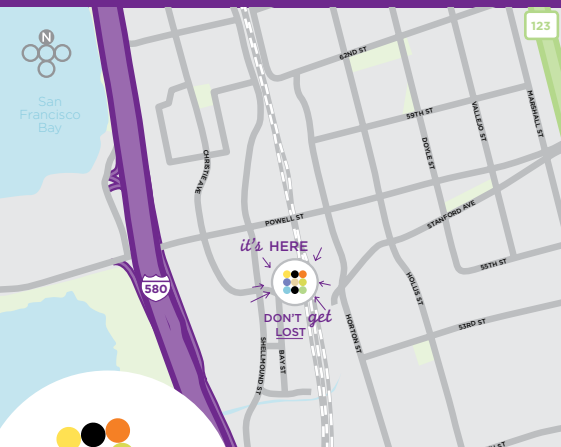 123
N
62ND ST
San
Francisco
Bay
59TH ST
VALLEJO ST
MARSHALL ST
DOYLE ST
CHRISTIE AVE
STANFORD AVE
POWELL ST
it's HERE
55TH ST
580
HOLLIS ST
DON'T get
LOST
HORTON ST
53RD ST
SHELLMOUND ST
BAY ST